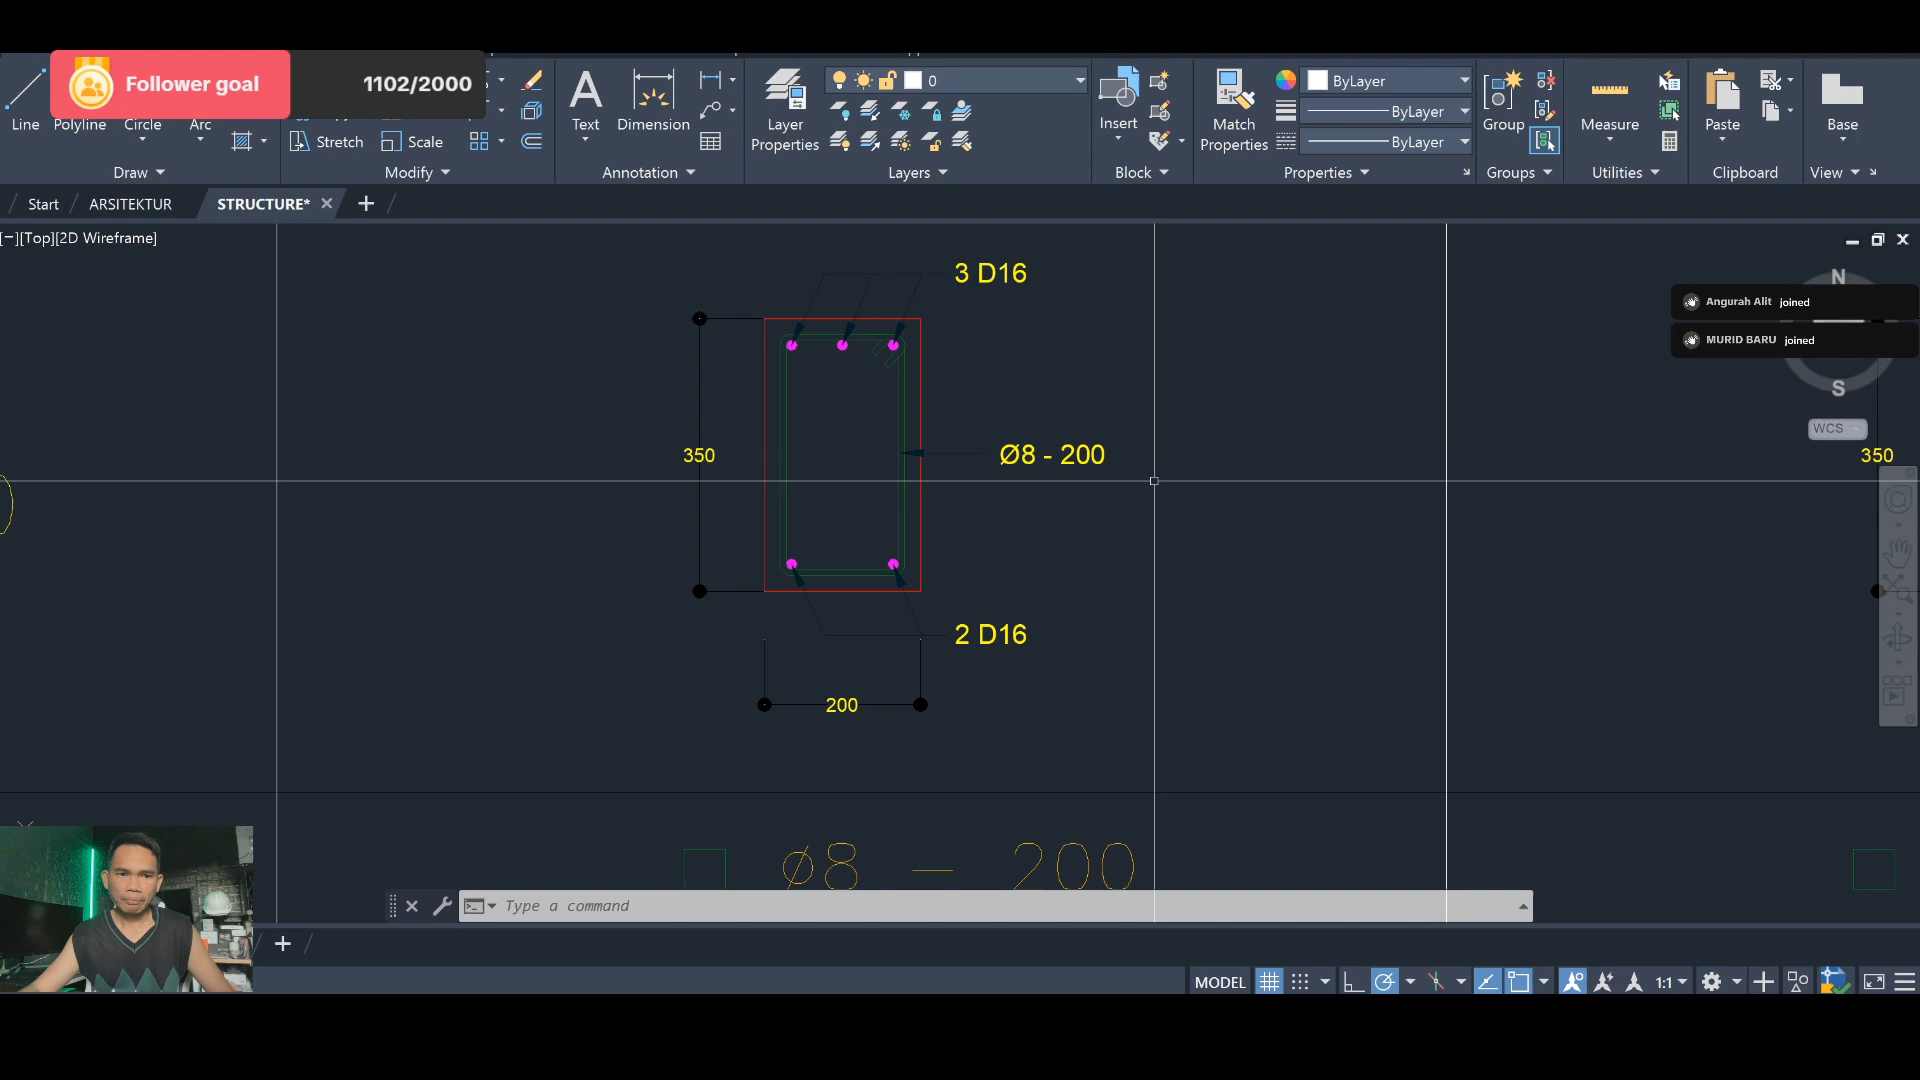 Follower goal 1102/2000
Line Polyline Circle Arc
Stretch Scale
Text Dimension
Layer Properties
0
Insert
Match Properties
ByLayer
ByLayer
ByLayer
Group
Measure
Paste
Base
Draw Modify Annotation Layers Block Properties Groups Utilities Clipboard View
Start ARSITEKTUR STRUCTURE*
[−][Top][2D Wireframe]
N
3 D16
Angurah Alit joined
MURID BARU joined
S
WCS
350
Ø8 - 200
350
2 D16
200
ø8 — 200
Type a command
MODEL 1:1